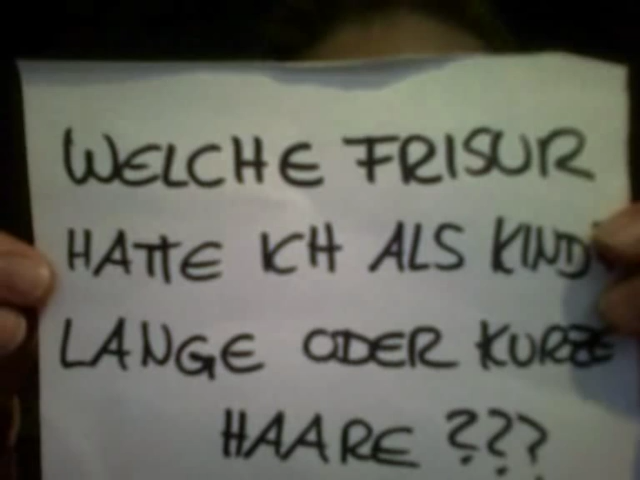 WELCHE FRISUR
HATTE ICH ALS KIND
LANGE ODER KURZE
HAARE ???